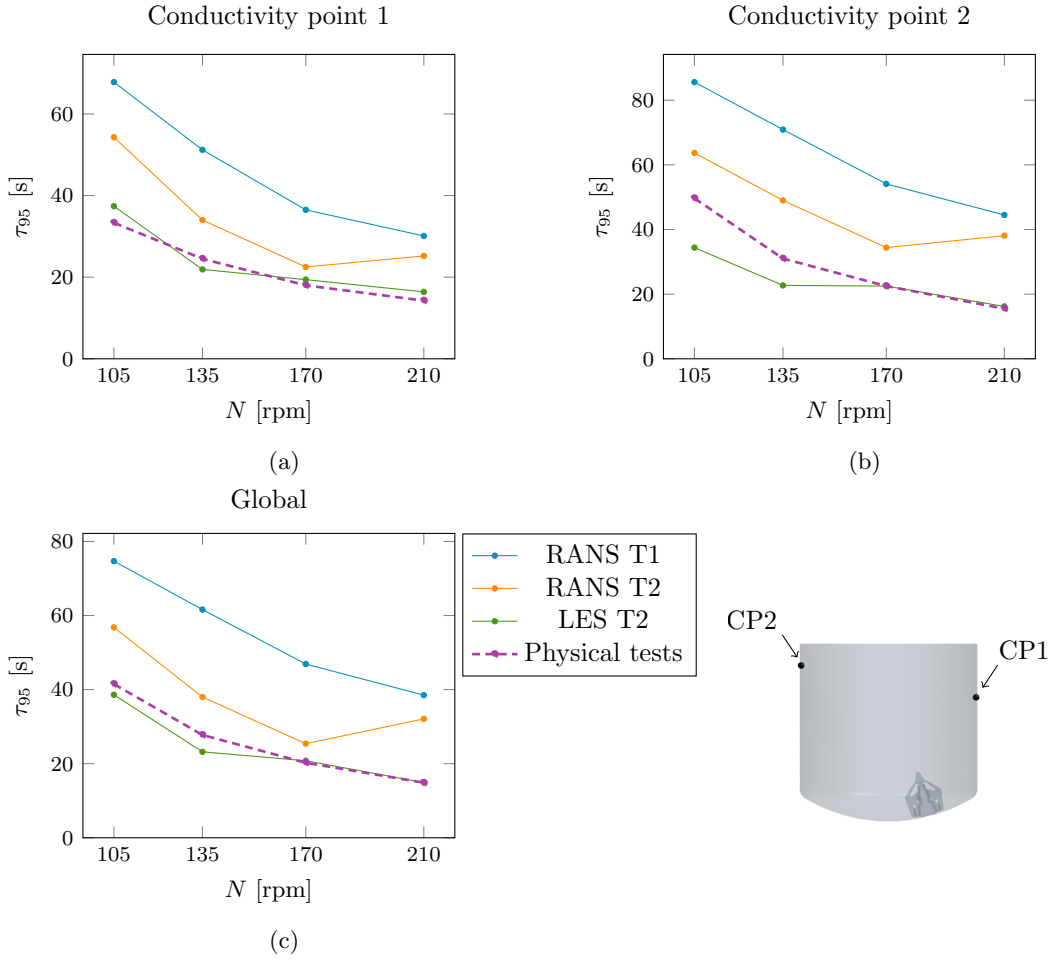 Conductivity point 1
60
40
20
0
τ95 [s]
105 135 170 210
N [rpm]
(a)
Conductivity point 2
80
60
40
20
0
τ95 [s]
105 135 170 210
N [rpm]
(b)
Global
80
60
40
20
0
τ95 [s]
105 135 170 210
N [rpm]
(c)
RANS T1
RANS T2
LES T2
Physical tests
CP2
CP1